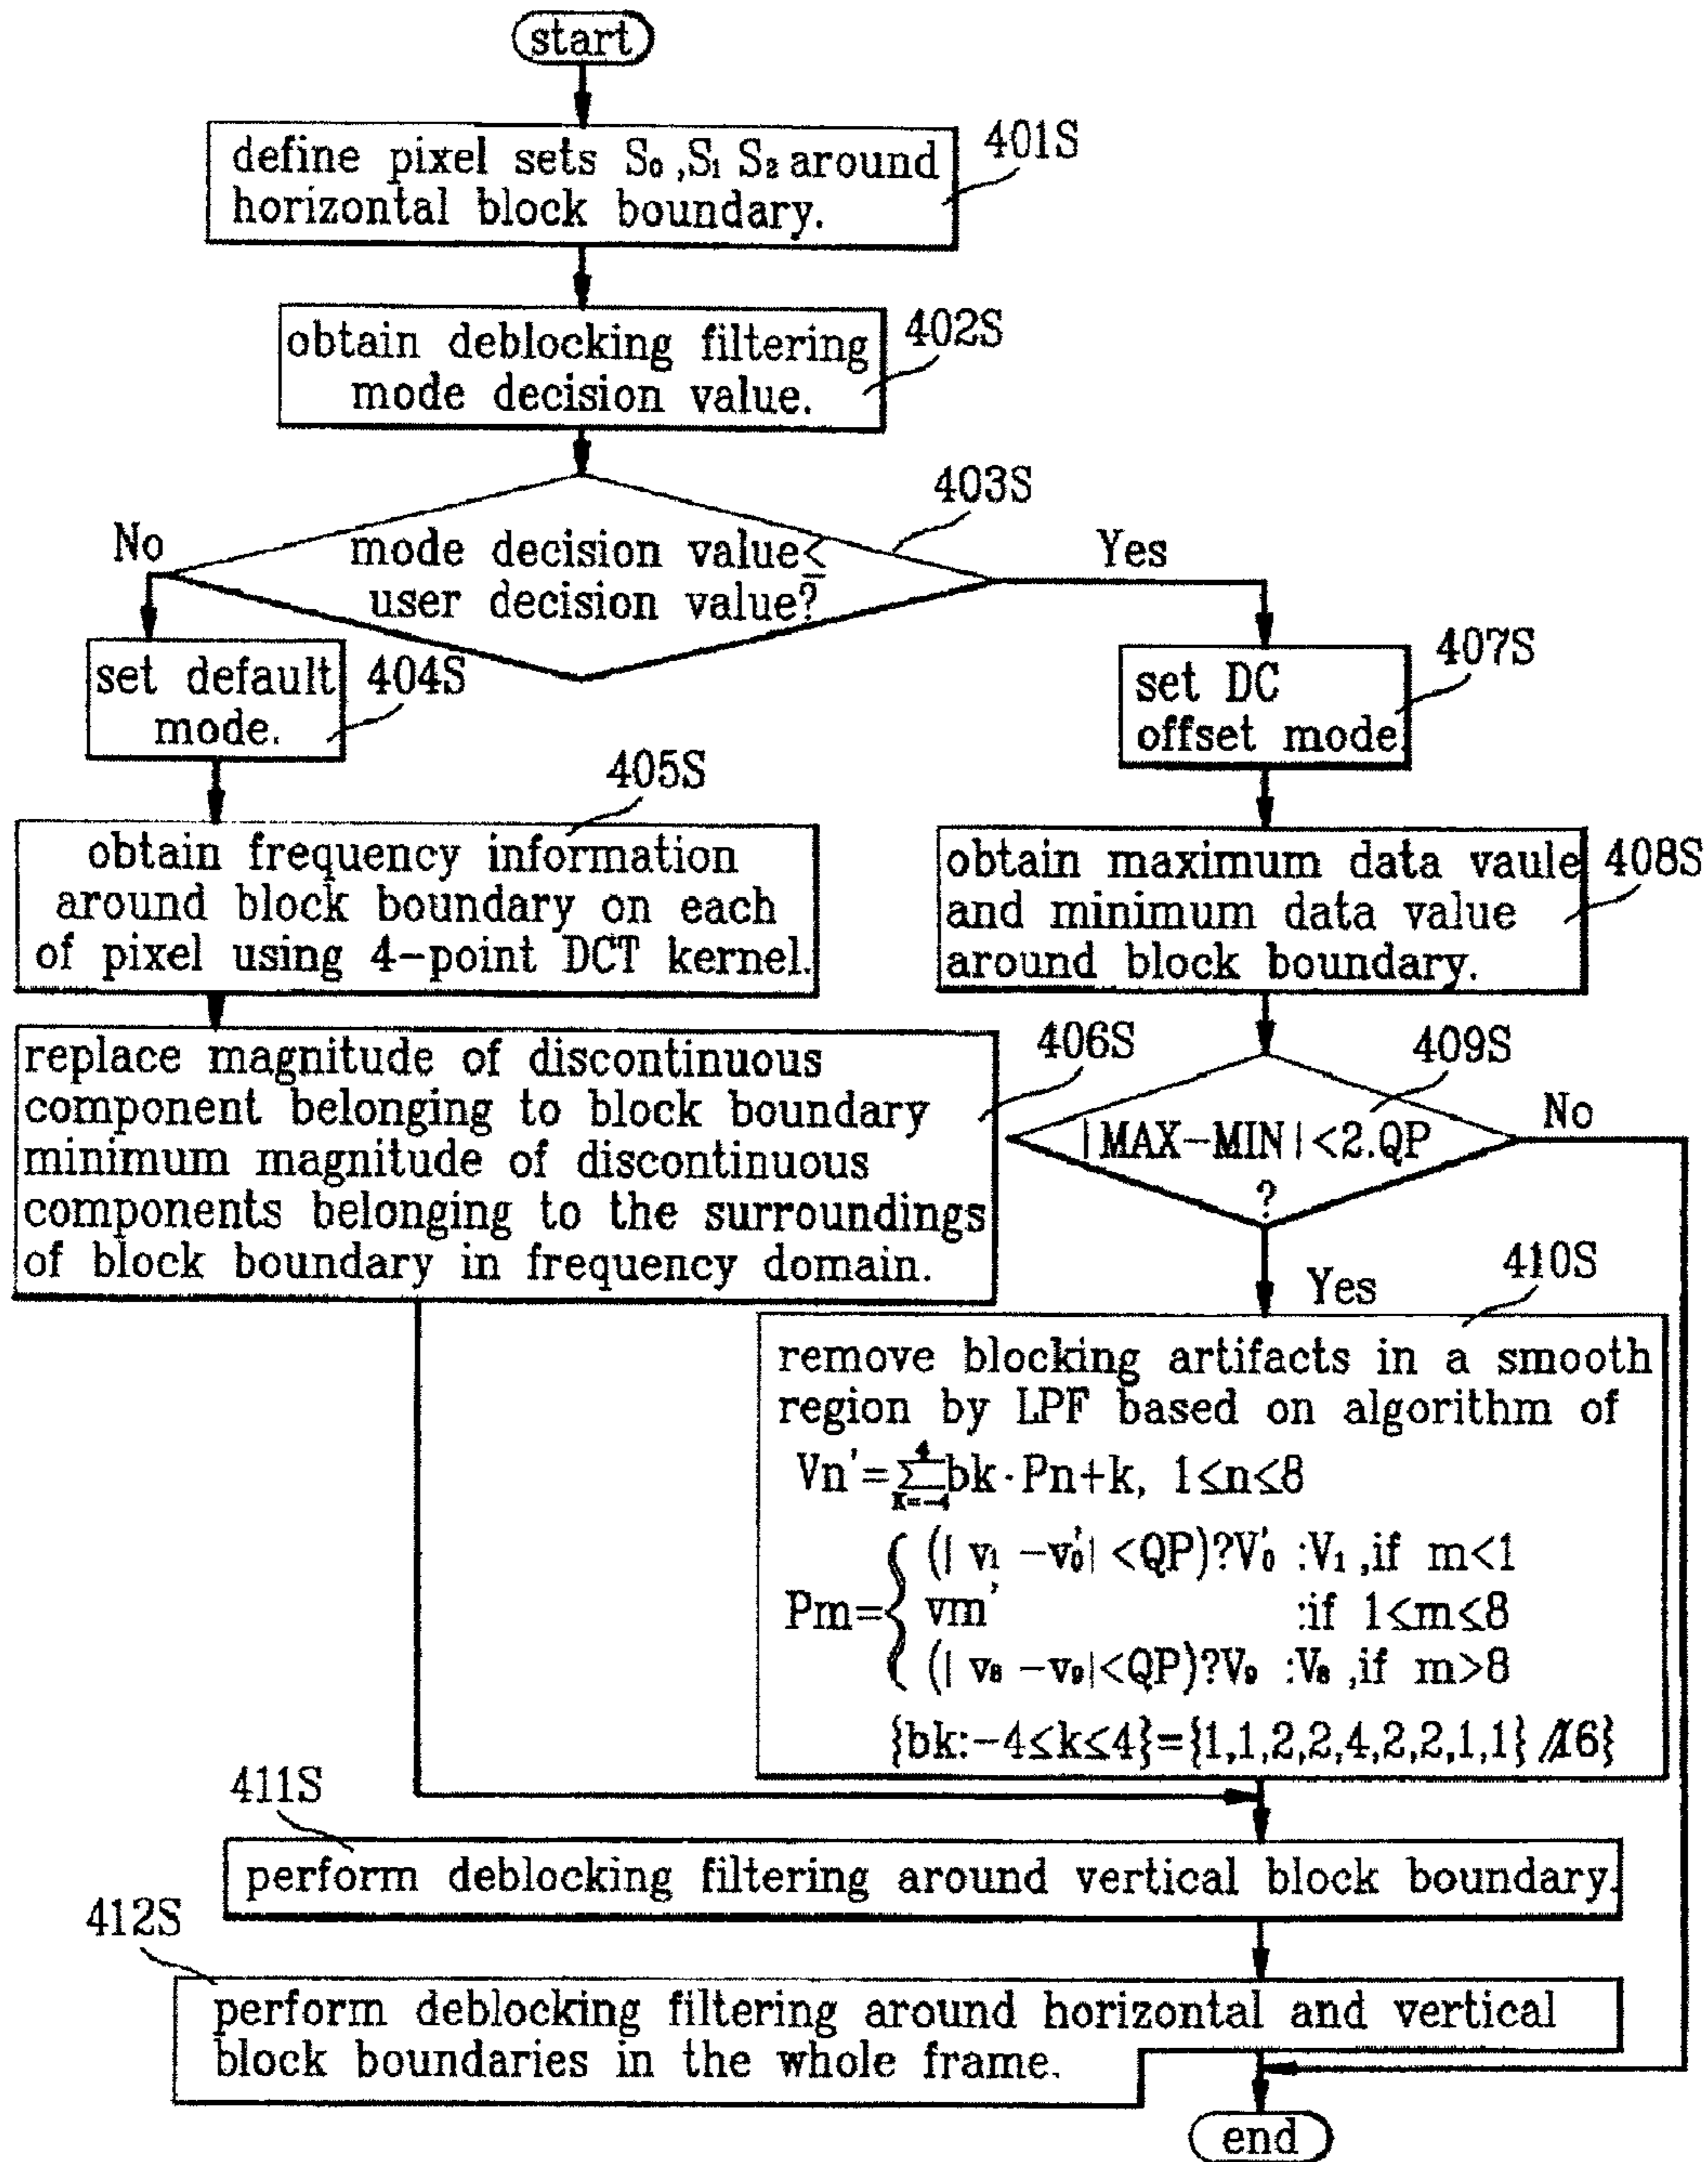 start
define pixel sets S₀ ,S₁ S₂ around
horizontal block boundary.
401S
obtain deblocking filtering
mode decision value.
402S
mode decision value≤
user decision value?
403S
No
Yes
set default
mode.
404S
set DC
offset mode.
407S
obtain frequency information
around block boundary on each
of pixel using 4-point DCT kernel.
405S
obtain maximum data vaule
and minimum data value
around block boundary.
408S
replace magnitude of discontinuous
component belonging to block boundary
minimum magnitude of discontinuous
components belonging to the surroundings
of block boundary in frequency domain.
406S
|MAX-MIN|<2.QP
?
409S
No
Yes
410S
remove blocking artifacts in a smooth
region by LPF based on algorithm of
Vn'=∑ 4 k=-4 bk·Pn+k, 1≤n≤8
Pm={ (| v₁ -v₀'| <QP)?V₀' :V₁ ,if m<1
vm' :if 1≤m≤8
(| v₈ -v₉|<QP)?V₉ :V₈ ,if m>8
{bk:-4≤k≤4}={1,1,2,2,4,2,2,1,1} //16}
411S
perform deblocking filtering around vertical block boundary.
412S
perform deblocking filtering around horizontal and vertical
block boundaries in the whole frame.
end